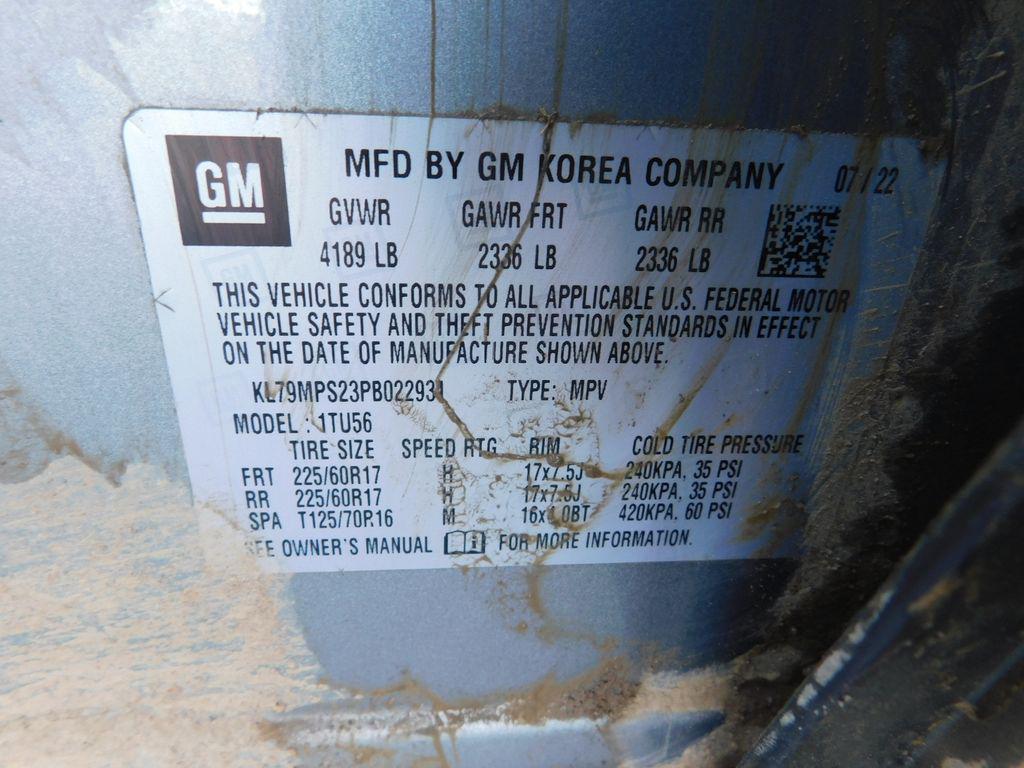 GM
MFD BY GM KOREA COMPANY 07/22
GVWR GAWR FRT GAWR RR
4189 LB 2336 LB 2336 LB
THIS VEHICLE CONFORMS TO ALL APPLICABLE U.S. FEDERAL MOTOR
VEHICLE SAFETY AND THEFT PREVENTION STANDARDS IN EFFECT
ON THE DATE OF MANUFACTURE SHOWN ABOVE.
KL79MPS23PB022931 TYPE: MPV
MODEL : 1TU56
TIRE SIZE SPEED RTG RIM COLD TIRE PRESSURE
FRT 225/60R17 H 17x7.5J 240KPA, 35 PSI
RR 225/60R17 H 17x7.5J 240KPA, 35 PSI
SPA T125/70R16 M 16x4.0BT 420KPA, 60 PSI
SEE OWNER'S MANUAL FOR MORE INFORMATION.